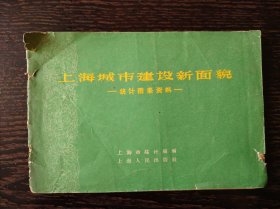 上海城市建设新面貌
—统计图集资料—
上海市统计局编
上海人民出版社